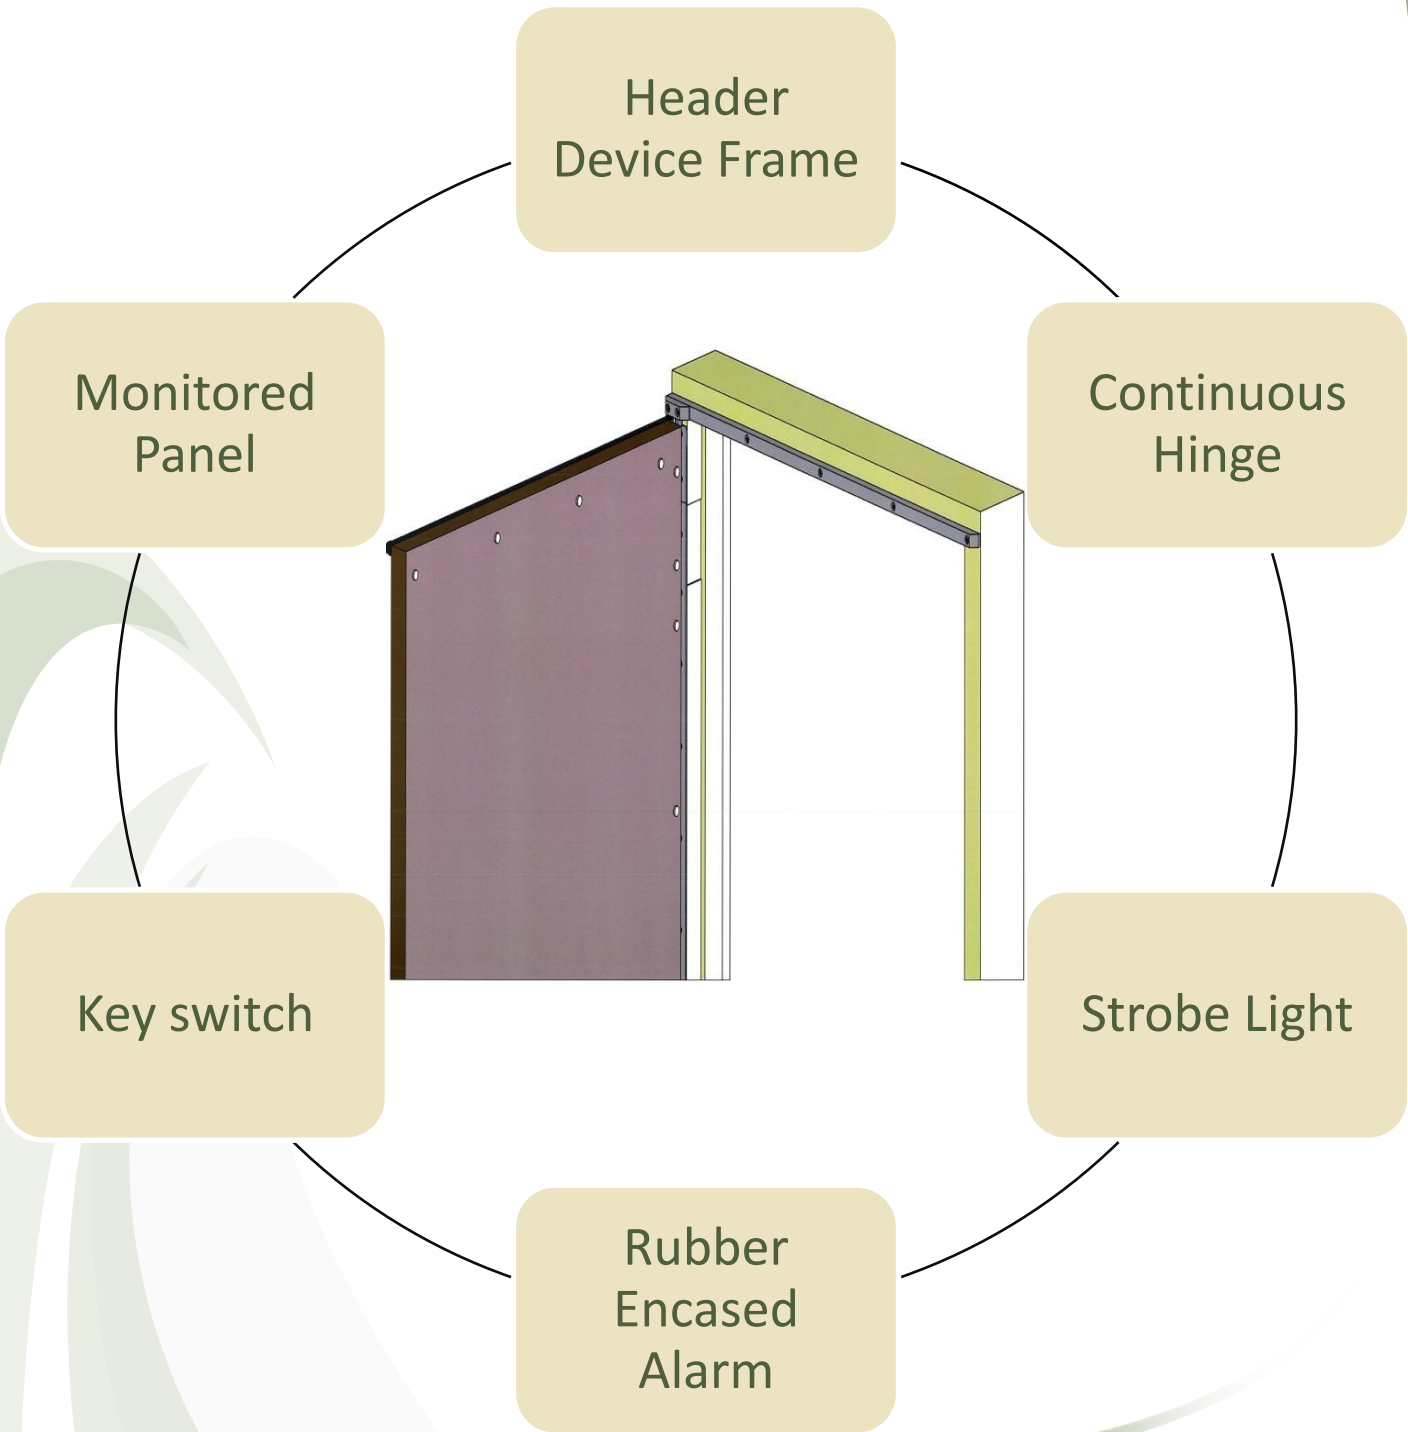 Header
Device Frame
Monitored
Panel
Continuous
Hinge
Key switch
Strobe Light
Rubber
Encased
Alarm